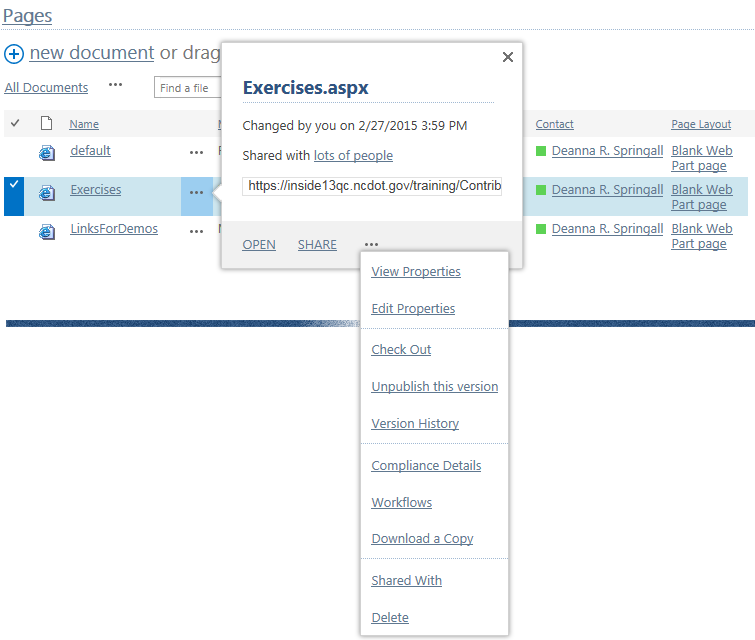 Pages
new document or drag
All Documents ... Find a file
Name Contact Page Layout
default ... Deanna R. Springall Blank Web
Part page
Exercises ... Deanna R. Springall Blank Web
Part page
LinksForDemos ... Deanna R. Springall Blank Web
Part page
Exercises.aspx
Changed by you on 2/27/2015 3:59 PM
Shared with lots of people
https://inside13qc.ncdot.gov/training/Contrib
OPEN SHARE ...
View Properties
Edit Properties
Check Out
Unpublish this version
Version History
Compliance Details
Workflows
Download a Copy
Shared With
Delete